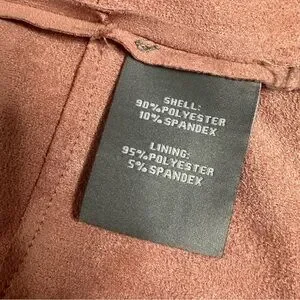 SHELL:
90%POLYESTER
10%SPANDEX
LINING:
95%POLYESTER
5%SPANDEX